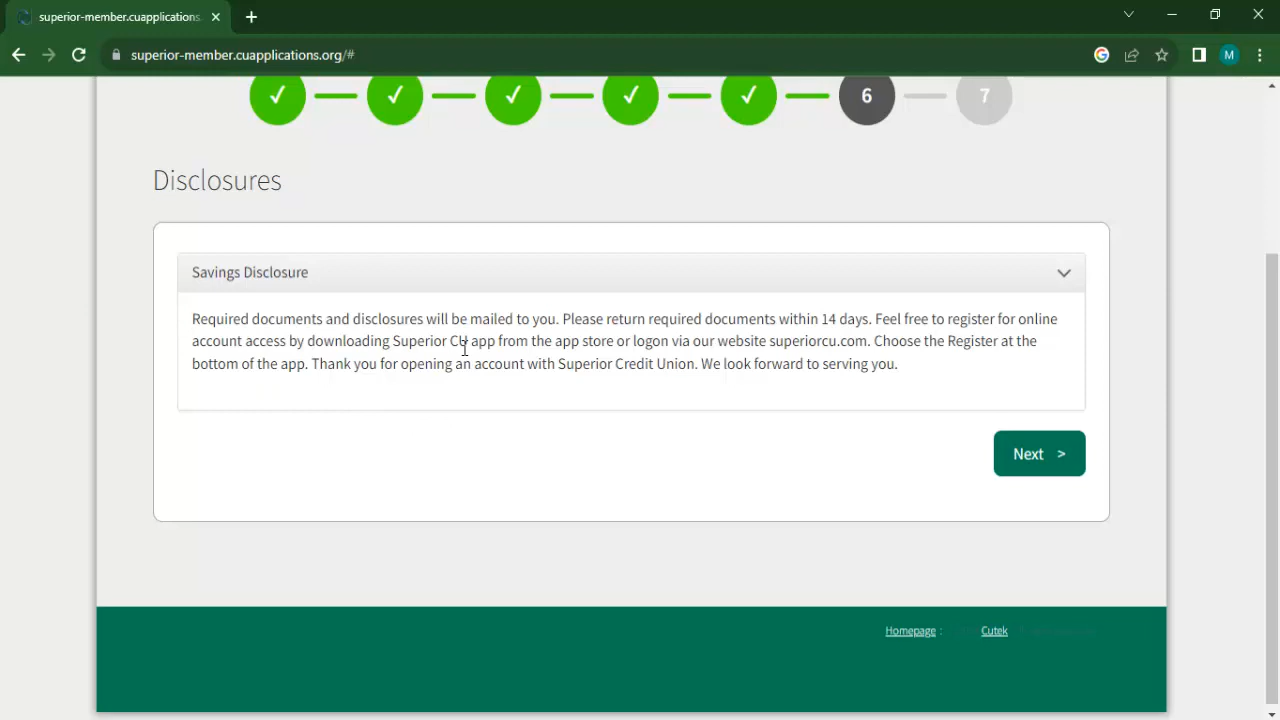 superior-member.cuapplications.
superior-member.cuapplications.org/#
M
6
7
Disclosures
Savings Disclosure
Required documents and disclosures will be mailed to you. Please return required documents within 14 days. Feel free to register for online
account access by downloading Superior CU app from the app store or logon via our website superiorcu.com. Choose the Register at the
bottom of the app. Thank you for opening an account with Superior Credit Union. We look forward to serving you.
Next >
Homepage : Cutek